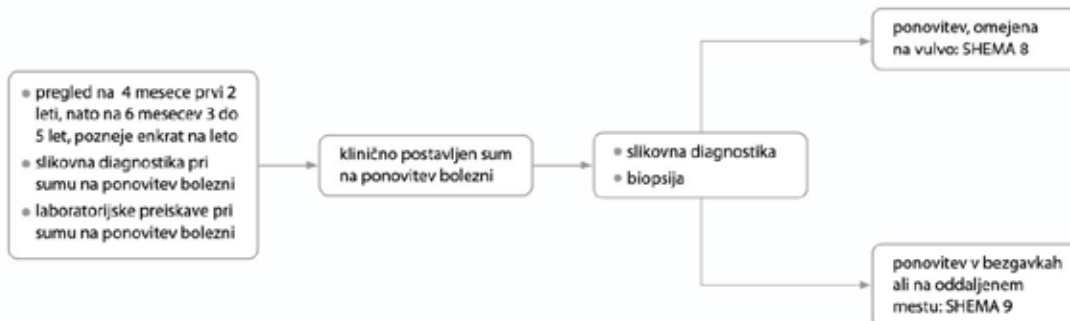 • pregled na 4 mesece prvi 2
leti, nato na 6 mesecev 3 do
5 let, pozneje enkrat na leto
• slikovna diagnostika pri
sumu na ponovitev bolezni
• laboratorijske preiskave pri
sumu na ponovitev bolezni
klinično postavljen sum
na ponovitev bolezni
• slikovna diagnostika
• biopsija
ponovitev, omejena
na vulvo: SHEMA 8
ponovitev v bezgavkah
ali na oddaljenem
mestu: SHEMA 9